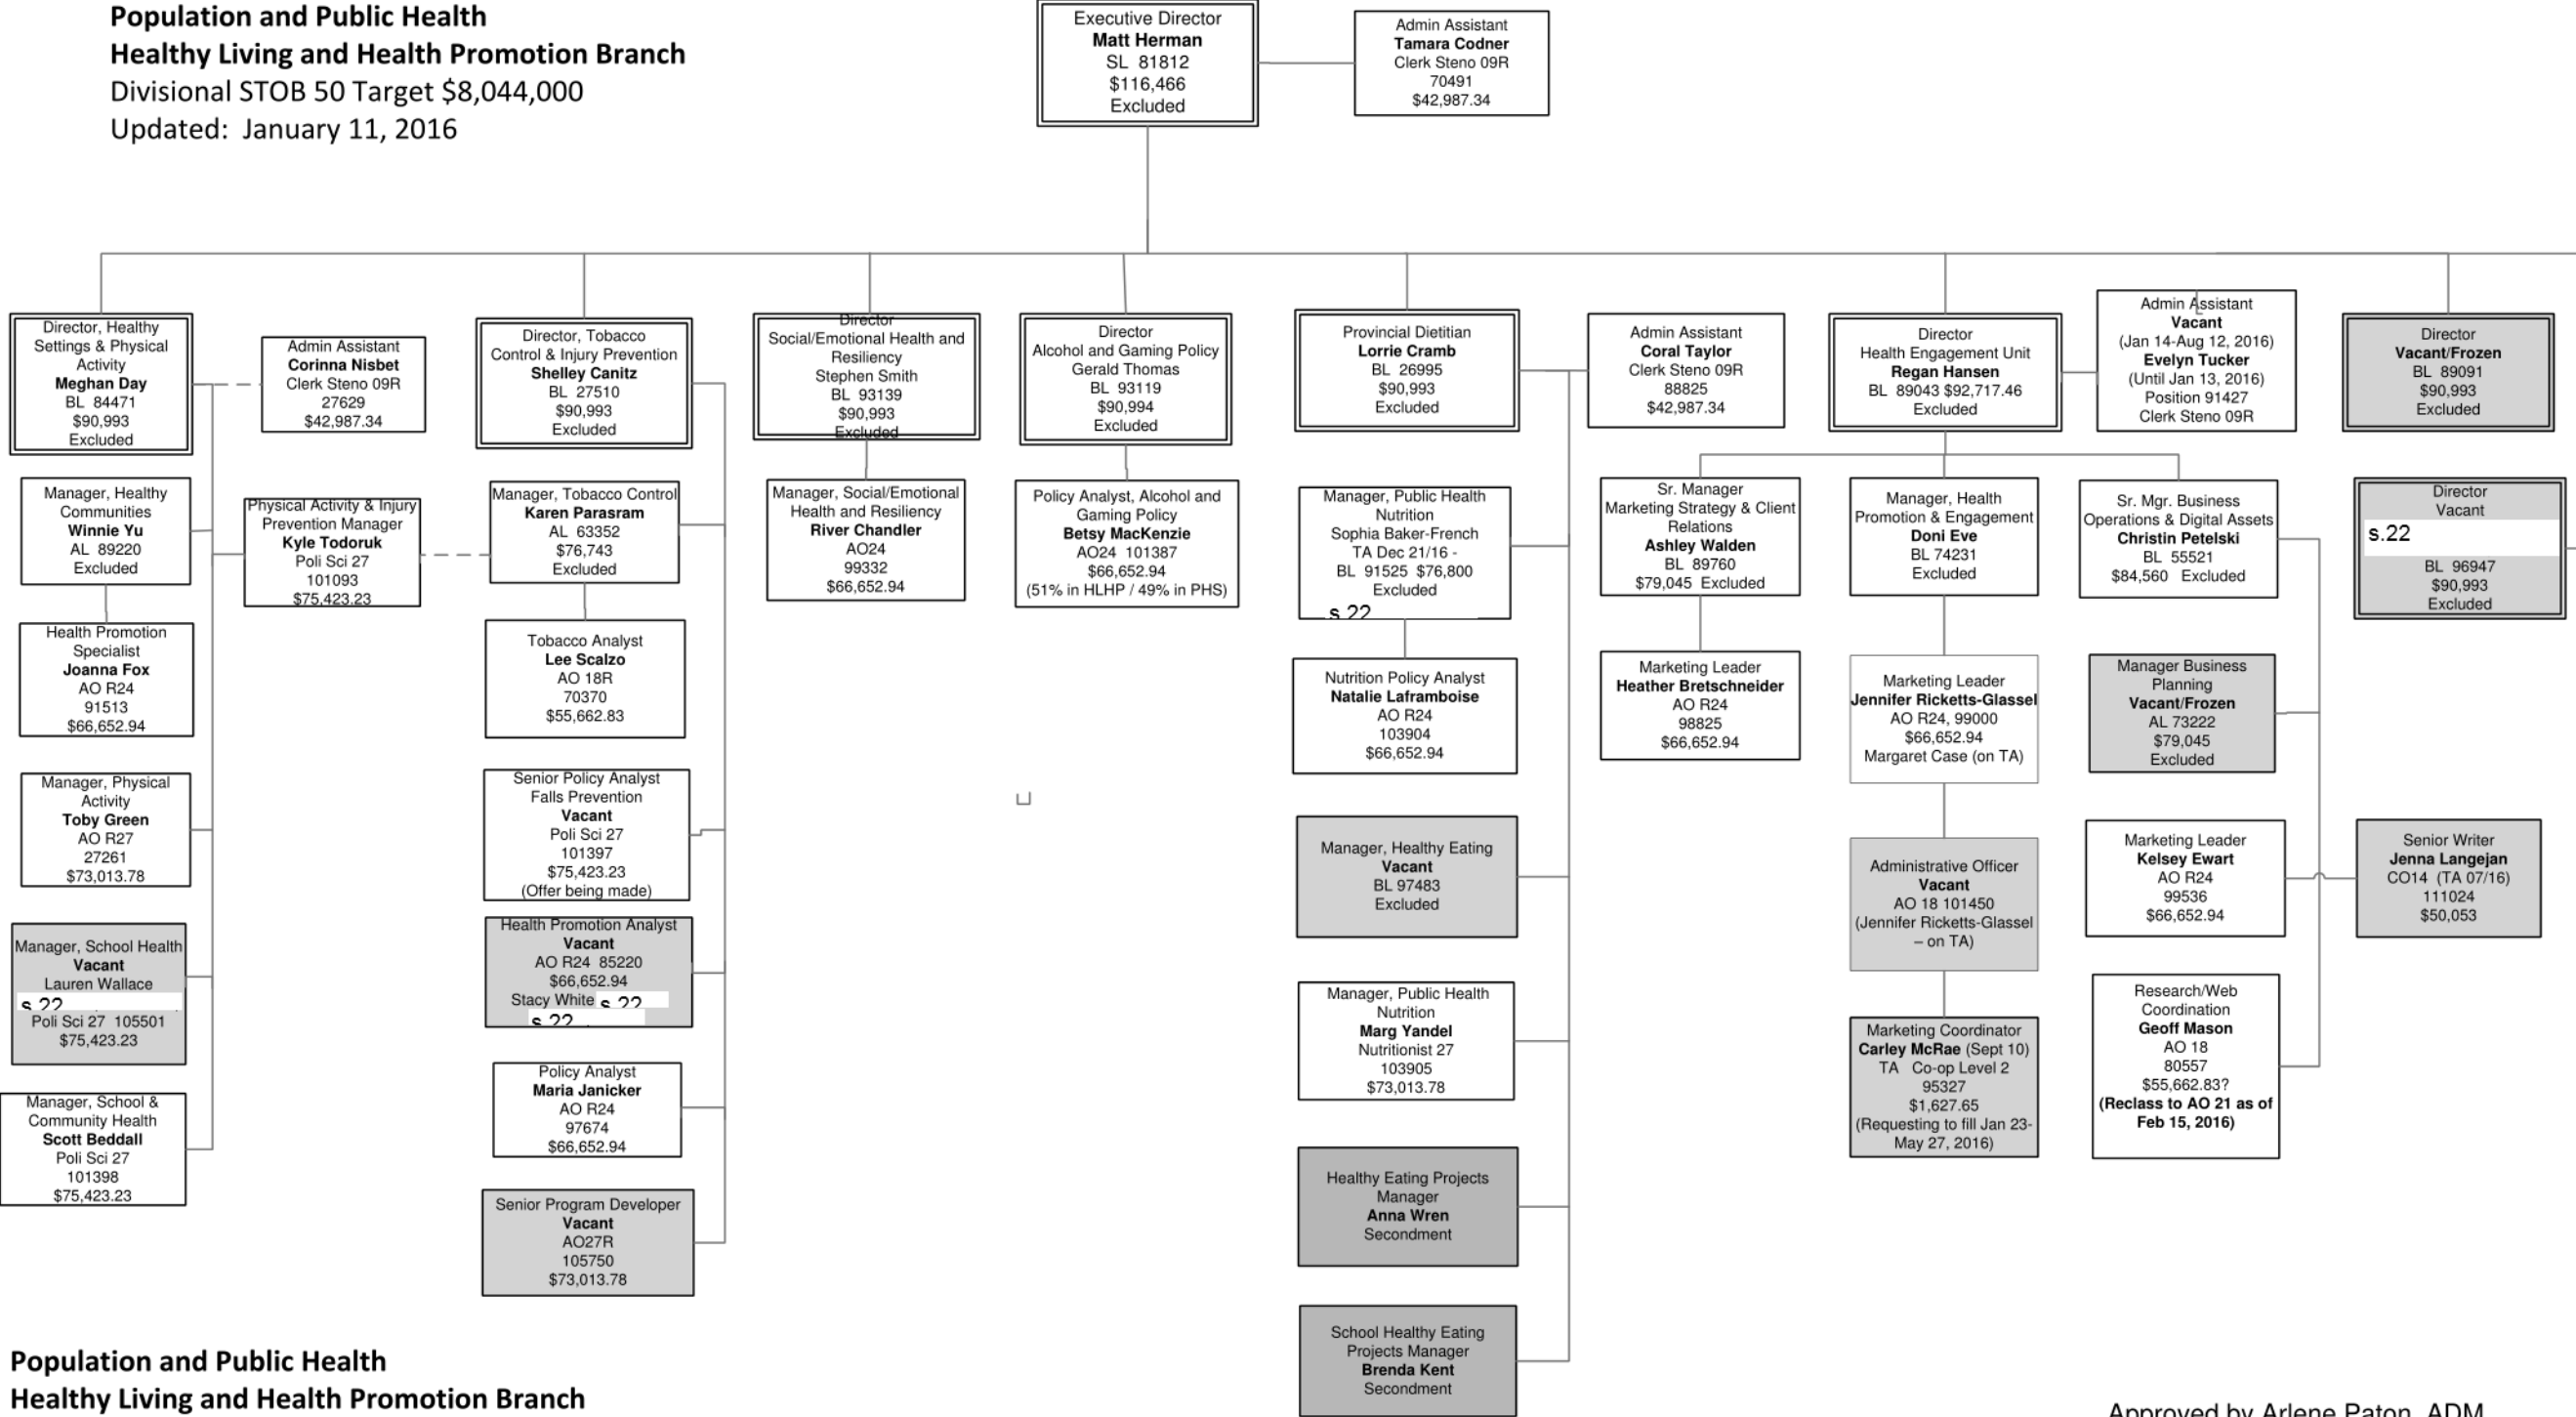 Population and Public Health
Healthy Living and Health Promotion Branch
Divisional STOB 50 Target $8,044,000
Updated: January 11, 2016
Executive Director
Matt Herman
SL 81812
$116,466
Excluded
Admin Assistant
Tamara Codner
Clerk Steno 09R
70491
$42,987.34
Director, Healthy
Settings & Physical
Activity
Meghan Day
BL 84471
$90,993
Excluded
Admin Assistant
Corinna Nisbet
Clerk Steno 09R
27629
$42,987.34
Manager, Healthy
Communities
Winnie Yu
AL 89220
Excluded
Physical Activity & Injury
Prevention Manager
Kyle Todoruk
Poli Sci 27
101093
$75,423.23
Health Promotion
Specialist
Joanna Fox
AO R24
91513
$66,652.94
Manager, Physical
Activity
Toby Green
AO R27
27261
$73,013.78
Manager, School Health
Vacant
Lauren Wallace
s.22
Poli Sci 27 105501
$75,423.23
Manager, School &
Community Health
Scott Beddall
Poli Sci 27
101398
$75,423.23
Director, Tobacco
Control & Injury Prevention
Shelley Canitz
BL 27510
$90,993
Excluded
Manager, Tobacco Control
Karen Parasram
AL 63352
$76,743
Excluded
Tobacco Analyst
Lee Scalzo
AO 18R
70370
$55,662.83
Senior Policy Analyst
Falls Prevention
Vacant
Poli Sci 27
101397
$75,423.23
(Offer being made)
Health Promotion Analyst
Vacant
AO R24 85220
$66,652.94
Stacy White s.22
s.22
Policy Analyst
Maria Janicker
AO R24
97674
$66,652.94
Senior Program Developer
Vacant
AO27R
105750
$73,013.78
Director
Social/Emotional Health and
Resiliency
Stephen Smith
BL 93139
$90,993
Excluded
Manager, Social/Emotional
Health and Resiliency
River Chandler
AO24
99332
$66,652.94
Director
Alcohol and Gaming Policy
Gerald Thomas
BL 93119
$90,994
Excluded
Policy Analyst, Alcohol and
Gaming Policy
Betsy MacKenzie
AO24 101387
$66,652.94
(51% in HLHP / 49% in PHS)
Provincial Dietitian
Lorrie Cramb
BL 26995
$90,993
Excluded
Admin Assistant
Coral Taylor
Clerk Steno 09R
88825
$42,987.34
Manager, Public Health
Nutrition
Sophia Baker-French
TA Dec 21/16 -
BL 91525 $76,800
Excluded
s.22
Nutrition Policy Analyst
Natalie Laframboise
AO R24
103904
$66,652.94
Manager, Healthy Eating
Vacant
BL 97483
Excluded
Manager, Public Health
Nutrition
Marg Yandel
Nutritionist 27
103905
$73,013.78
Healthy Eating Projects
Manager
Anna Wren
Secondment
School Healthy Eating
Projects Manager
Brenda Kent
Secondment
Director
Health Engagement Unit
Regan Hansen
BL 89043 $92,717.46
Excluded
Admin Assistant
Vacant
(Jan 14-Aug 12, 2016)
Evelyn Tucker
(Until Jan 13, 2016)
Position 91427
Clerk Steno 09R
Sr. Manager
Marketing Strategy & Client
Relations
Ashley Walden
BL 89760
$79,045 Excluded
Marketing Leader
Heather Bretschneider
AO R24
98825
$66,652.94
Manager, Health
Promotion & Engagement
Doni Eve
BL 74231
Excluded
Marketing Leader
Jennifer Ricketts-Glassel
AO R24, 99000
$66,652.94
Margaret Case (on TA)
Administrative Officer
Vacant
AO 18 101450
(Jennifer Ricketts-Glassel
– on TA)
Marketing Coordinator
Carley McRae (Sept 10)
TA Co-op Level 2
95327
$1,627.65
(Requesting to fill Jan 23-
May 27, 2016)
Sr. Mgr. Business
Operations & Digital Assets
Christin Petelski
BL 55521
$84,560 Excluded
Manager Business
Planning
Vacant/Frozen
AL 73222
$79,045
Excluded
Marketing Leader
Kelsey Ewart
AO R24
99536
$66,652.94
Senior Writer
Jenna Langejan
CO14 (TA 07/16)
111024
$50,053
Research/Web
Coordination
Geoff Mason
AO 18
80557
$55,662.83?
(Reclass to AO 21 as of
Feb 15, 2016)
Director
Vacant/Frozen
BL 89091
$90,993
Excluded
Director
Vacant
s.22
BL 96947
$90,993
Excluded
Population and Public Health
Healthy Living and Health Promotion Branch
Approved by Arlene Paton, ADM